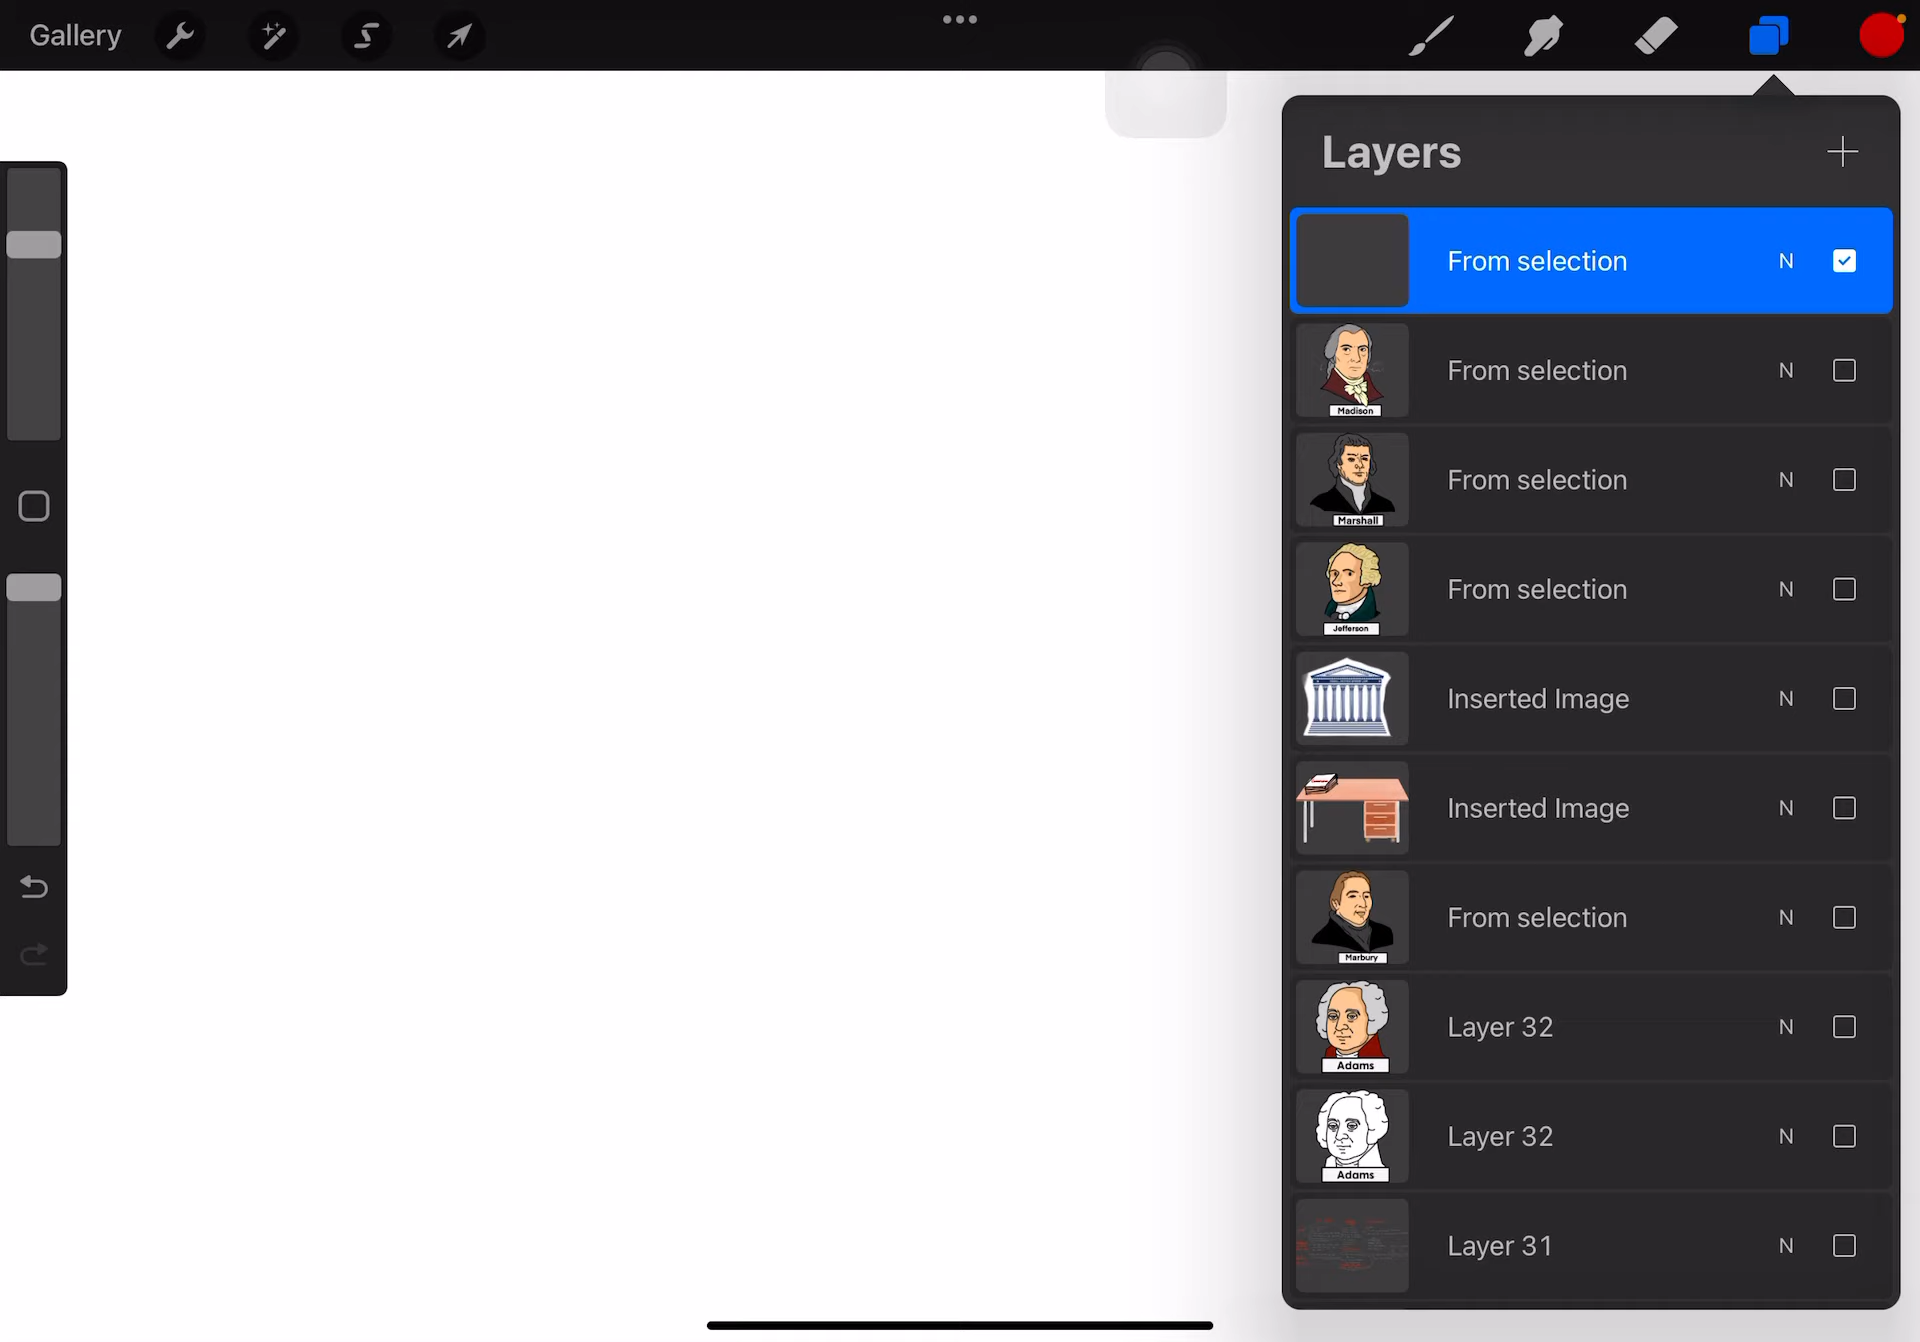 Gallery
Layers
From selection N
From selection N
Madison
From selection N
Marshall
From selection N
Jefferson
Inserted Image N
Inserted Image N
From selection N
Marbury
Layer 32 N
Adams
Layer 32 N
Adams
Layer 31 N